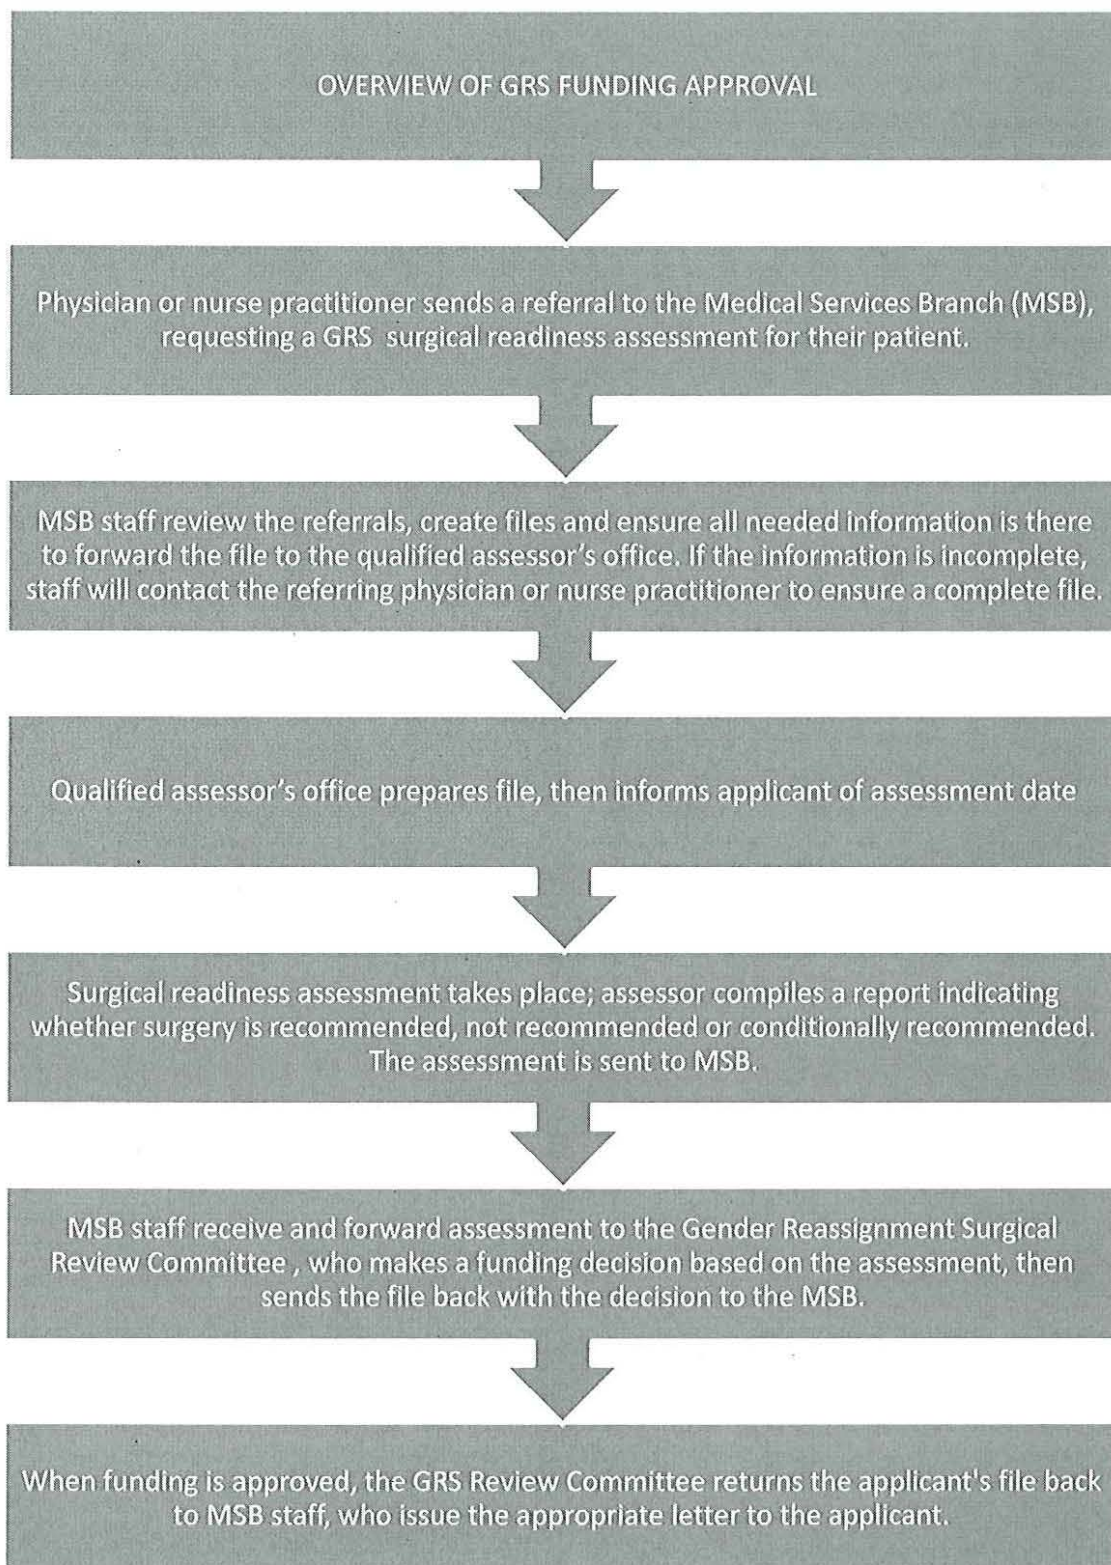 OVERVIEW OF GRS FUNDING APPROVAL
Physician or nurse practitioner sends a referral to the Medical Services Branch (MSB),
requesting a GRS surgical readiness assessment for their patient.
MSB staff review the referrals, create files and ensure all needed information is there
to forward the file to the qualified assessor's office. If the information is incomplete,
staff will contact the referring physician or nurse practitioner to ensure a complete file.
Qualified assessor's office prepares file, then informs applicant of assessment date
Surgical readiness assessment takes place; assessor compiles a report indicating
whether surgery is recommended, not recommended or conditionally recommended.
The assessment is sent to MSB.
MSB staff receive and forward assessment to the Gender Reassignment Surgical
Review Committee , who makes a funding decision based on the assessment, then
sends the file back with the decision to the MSB.
When funding is approved, the GRS Review Committee returns the applicant's file back
to MSB staff, who issue the appropriate letter to the applicant.